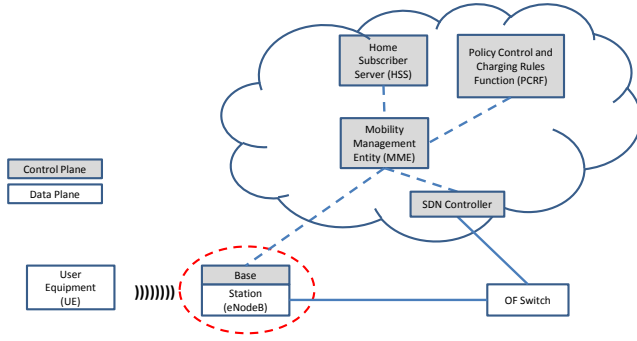 Home
Subscriber
Server (HSS)
Policy Control and
Charging Rules
Function (PCRF)
Mobility
Management
Entity (MME)
Control Plane
Data Plane
SDN Controller
User
Equipment
(UE)
))))))))
Base
Station
(eNodeB)
OF Switch